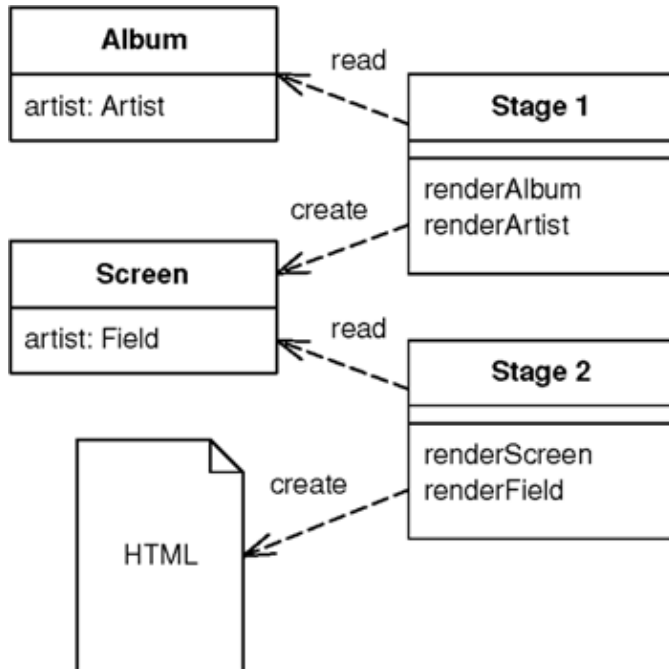 Album
artist: Artist
read
Stage 1
renderAlbum
renderArtist
create
Screen
artist: Field
read
Stage 2
renderScreen
renderField
create
HTML